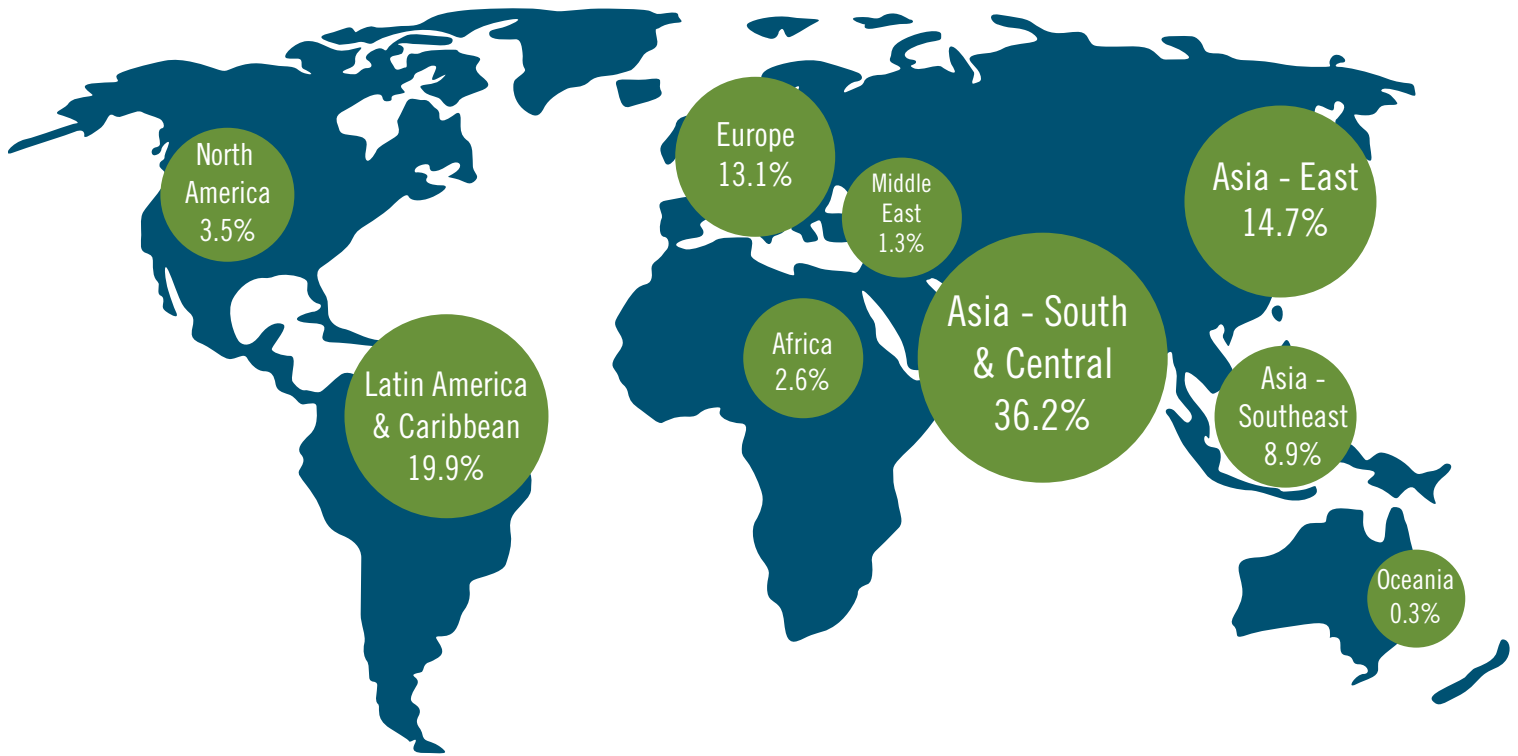 North
America
3.5%
Europe
13.1%
Middle
East
1.3%
Asia - East
14.7%
Latin America
& Caribbean
19.9%
Africa
2.6%
Asia - South
& Central
36.2%
Asia -
Southeast
8.9%
Oceania
0.3%